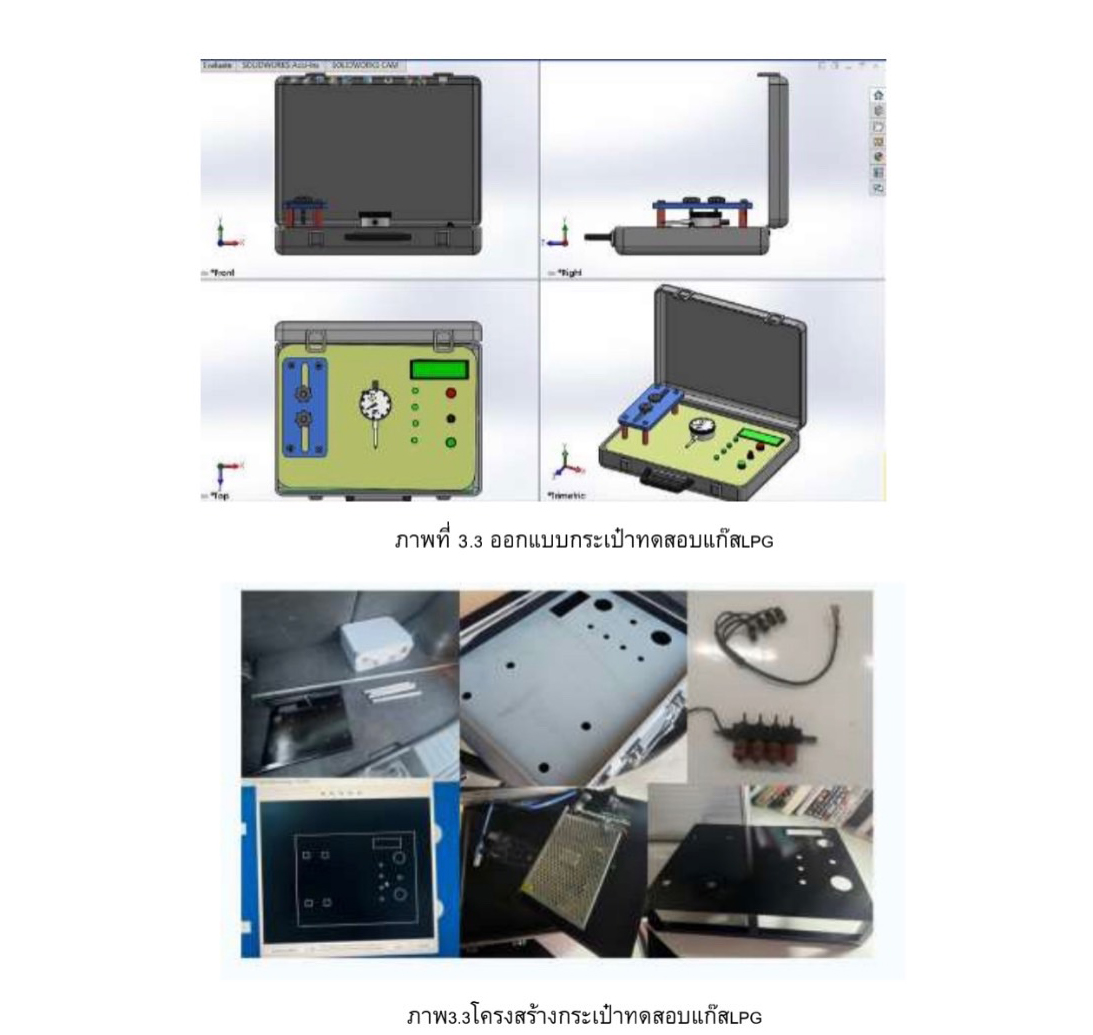 Evaluate SOLIDWORKS Add-Ins SOLIDWORKS CAM
*Front
*Right
*Top
*Trimetric
ภาพที่ 3.3 ออกแบบกระเป๋าทดสอบแก๊สLPG
ภาพ3.3โครงสร้างกระเป๋าทดสอบแก๊สLPG